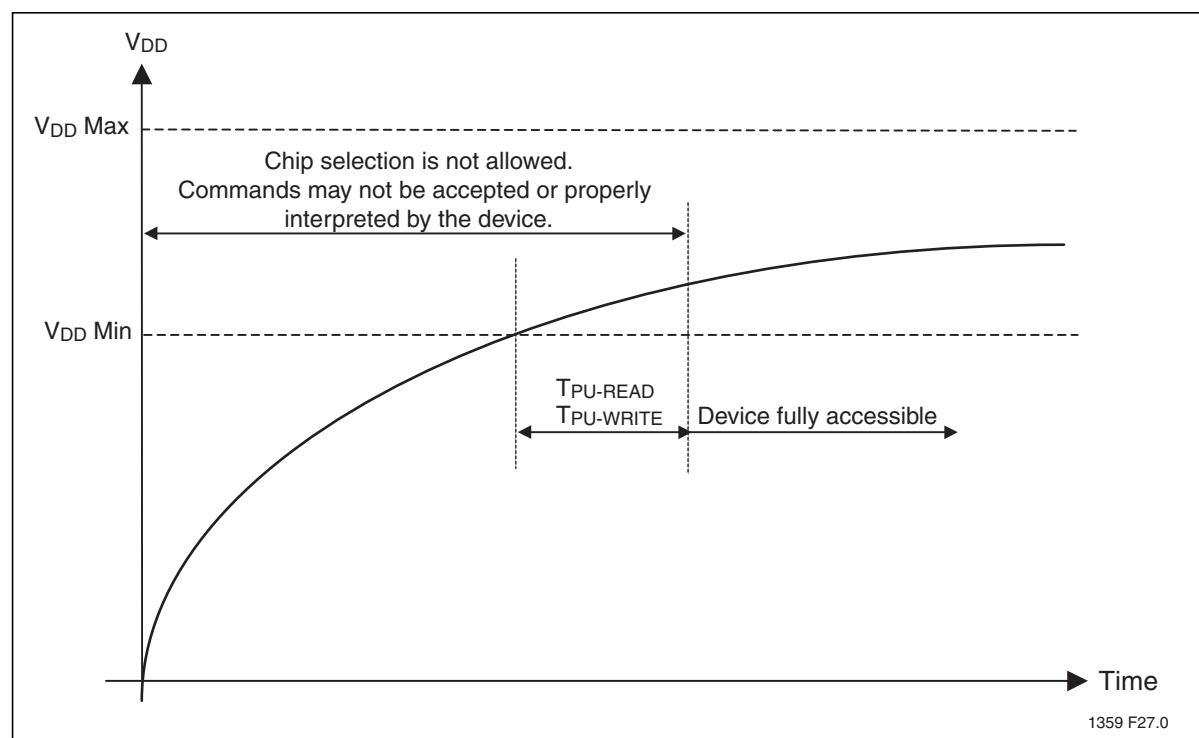 VDD
VDD Max
Chip selection is not allowed.
Commands may not be accepted or properly
interpreted by the device.
VDD Min
TPU-READ
TPU-WRITE
Device fully accessible
Time
1359 F27.0